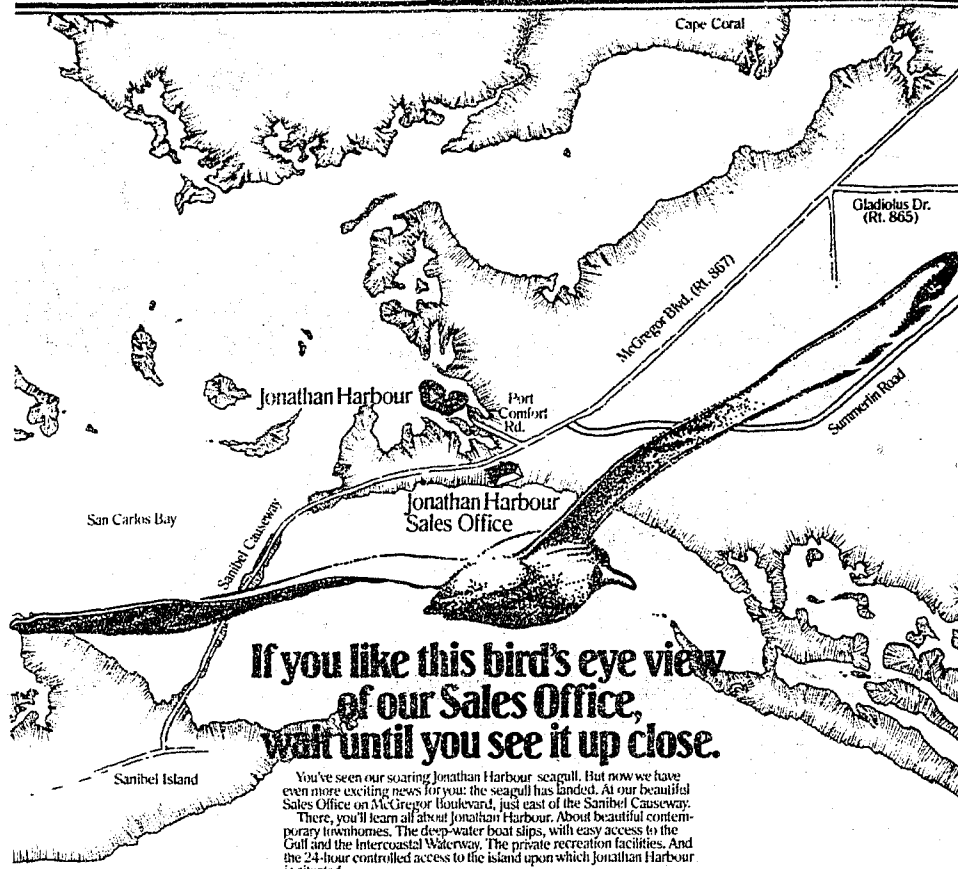 Cape Coral
Gladiolus Dr.
(Rt. 865)
McGregor Blvd. (Rt. 867)
Jonathan Harbour
Port
Comfort
Rd.
Summerlin Road
Jonathan Harbour
Sales Office
San Carlos Bay
Sanibel Causeway
If you like this bird's eye view
of our Sales Office,
wait until you see it up close.
Sanibel Island
You've seen our soaring Jonathan Harbour seagull. But now we have
even more exciting news for you: the seagull has landed. At our beautiful
Sales Office on McGregor Boulevard, just east of the Sanibel Causeway.
There, you'll learn all about Jonathan Harbour. About beautiful contem-
porary townhomes. The deep-water boat slips, with easy access to the
Gulf and the Intercoastal Waterway. The private recreation facilities. And
the 24-hour controlled access to the island upon which Jonathan Harbour